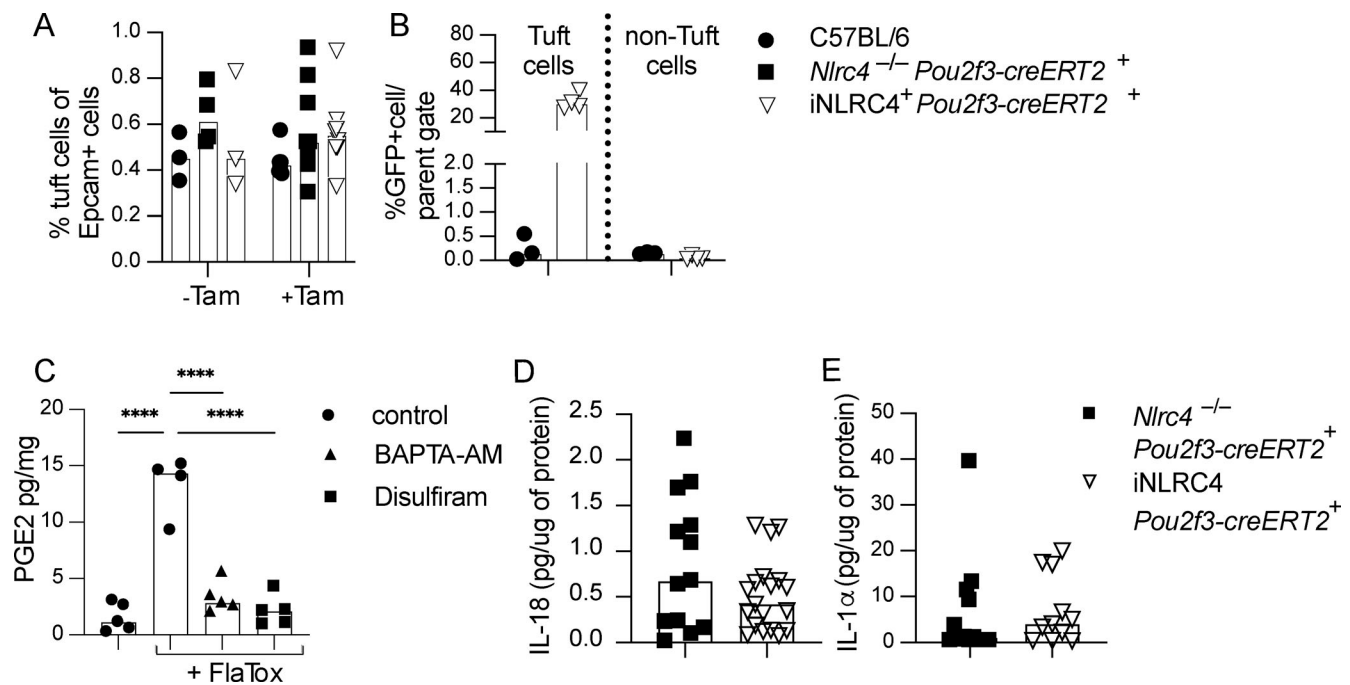 A
% tuft cells of
Epcam+ cells
1.0
0.8
0.6
0.4
0.2
0.0
-Tam
+Tam
B
%GFP+cell/
parent gate
80
60
40
20
2.0
1.5
1.0
0.5
0.0
Tuft
cells
non-Tuft
cells
C57BL/6
Nlrc4 –/– Pou2f3-creERT2 +
iNLRC4+ Pou2f3-creERT2 +
C
PGE2 pg/mg
20
15
10
5
0
****
****
****
+ FlaTox
control
BAPTA-AM
Disulfiram
D
IL-18 (pg/ug of protein)
2.5
2.0
1.5
1.0
0.5
0.0
E
IL-1α (pg/ug of protein)
50
40
30
20
10
0
Nlrc4 –/–
Pou2f3-creERT2+
iNLRC4
Pou2f3-creERT2+